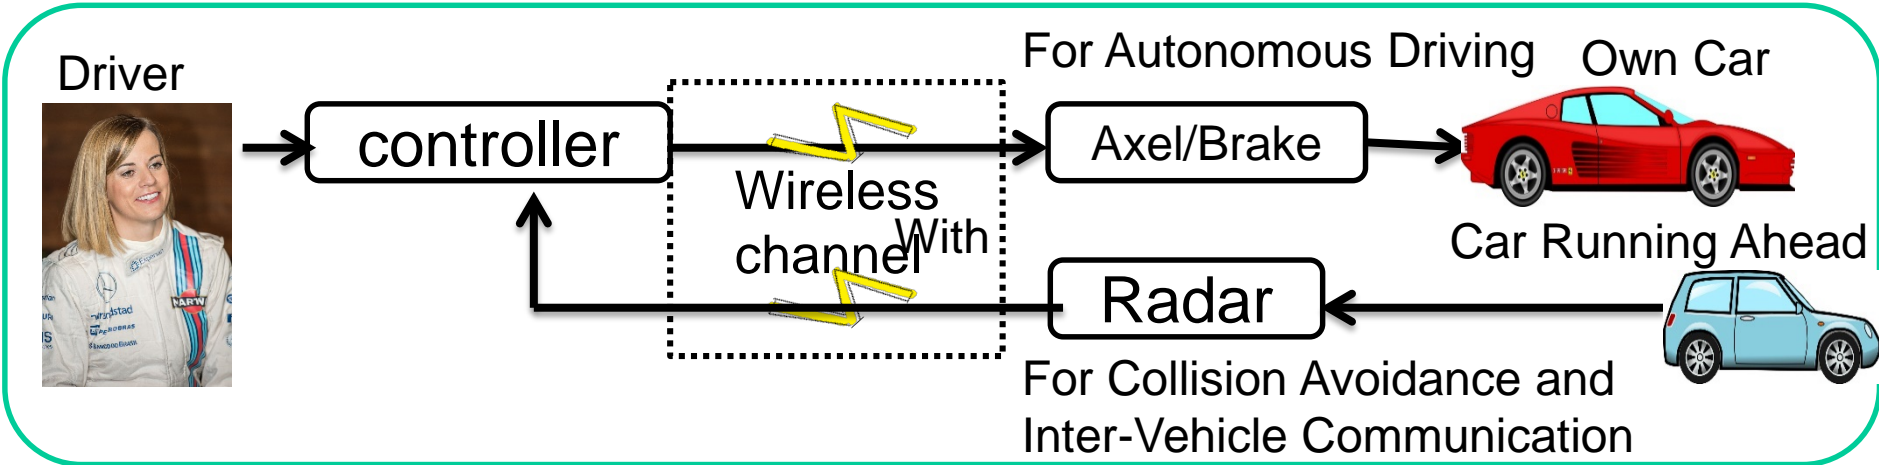 For Autonomous Driving
Own Car
Driver
controller
Axel/Brake
Wireless
channel
With
Car Running Ahead
Radar
For Collision Avoidance and
Inter-Vehicle Communication
randstad